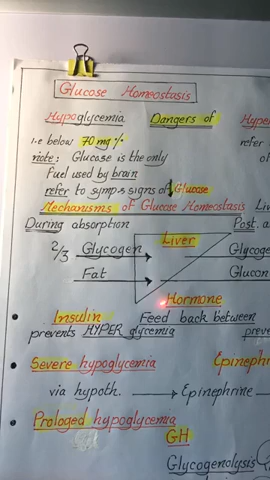 Glucose Homeostasis
Hypoglycemia Dangers of Hyper
i.e below 70 mg % refer
note: Glucose is the only of
Fuel used by brain
refer to symp & signs of ↓ Glucose
Mechanisms of Glucose Homeostasis Liv
During absorption Post. a
2/3 Glycogen Liver Glycoge
Fat Glucon
Hormone
• Insulin Feed back between
prevents HYPER glycemia preve
• Severe hypoglycemia Epineph
via hypoth. → Epinephrine
• Prologed hypoglycemia
GH
Glycogenolysis